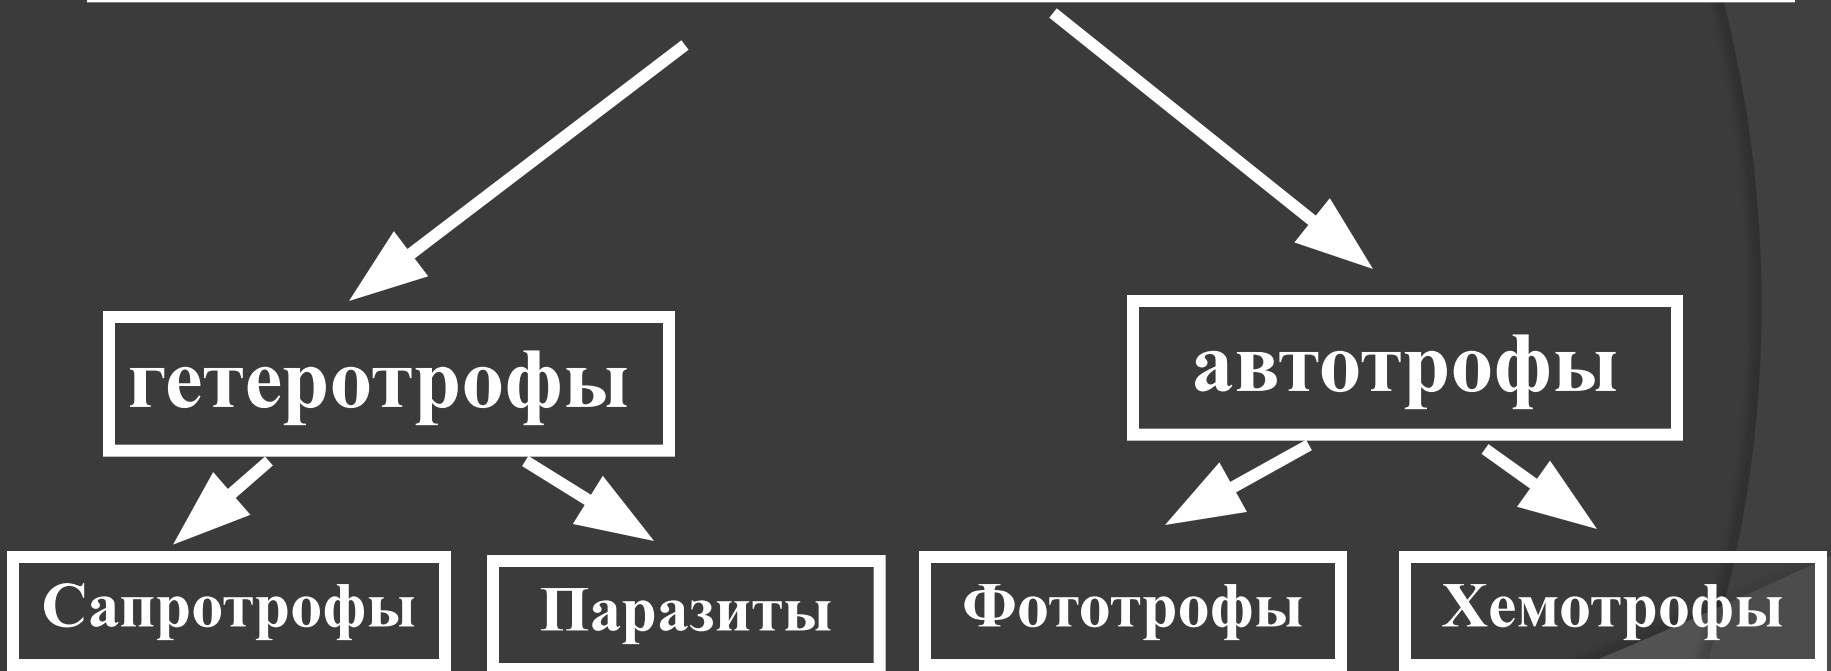 гетеротрофы
автотрофы
Сапротрофы
Паразиты
Фототрофы
Хемотрофы